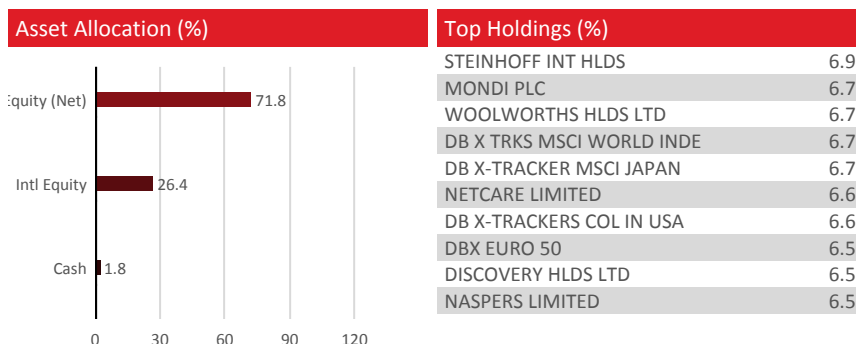 Asset Allocation (%)
Equity (Net)
71.8
Intl Equity
26.4
Cash
1.8
0 30 60 90 120
Top Holdings (%)
STEINHOFF INT HLDS 6.9
MONDI PLC 6.7
WOOLWORTHS HLDS LTD 6.7
DB X TRKS MSCI WORLD INDE 6.7
DB X-TRACKER MSCI JAPAN 6.7
NETCARE LIMITED 6.6
DB X-TRACKERS COL IN USA 6.6
DBX EURO 50 6.5
DISCOVERY HLDS LTD 6.5
NASPERS LIMITED 6.5